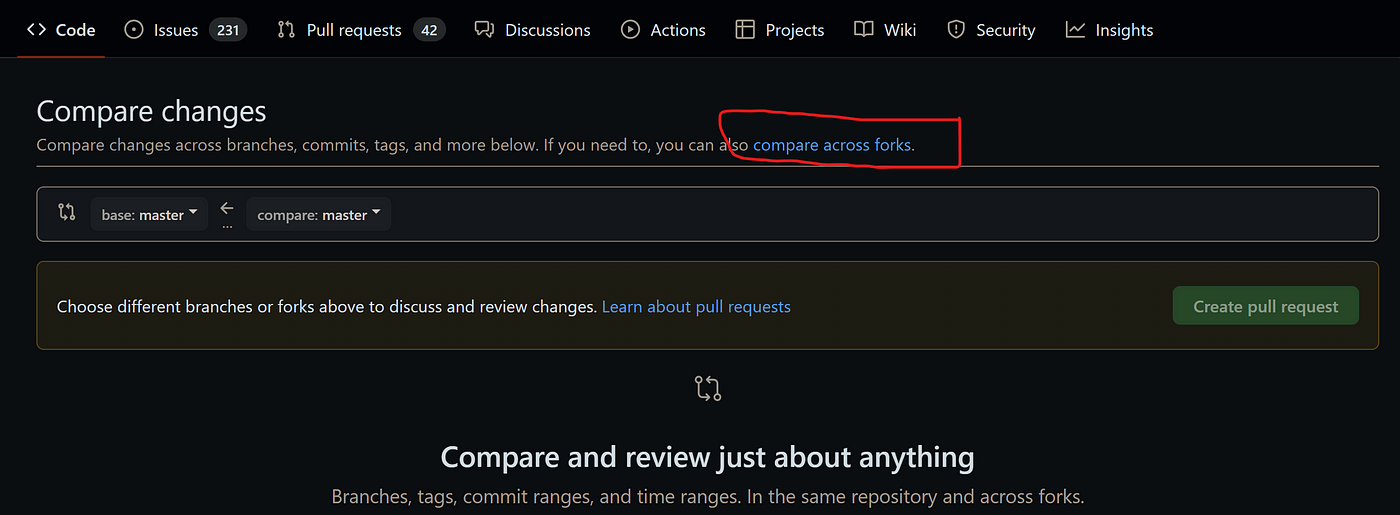 Code Issues 231 Pull requests 42 Discussions Actions Projects Wiki Security Insights
Compare changes
Compare changes across branches, commits, tags, and more below. If you need to, you can also compare across forks.
base: master ← compare: master
...
Choose different branches or forks above to discuss and review changes. Learn about pull requests Create pull request
Compare and review just about anything
Branches, tags, commit ranges, and time ranges. In the same repository and across forks.